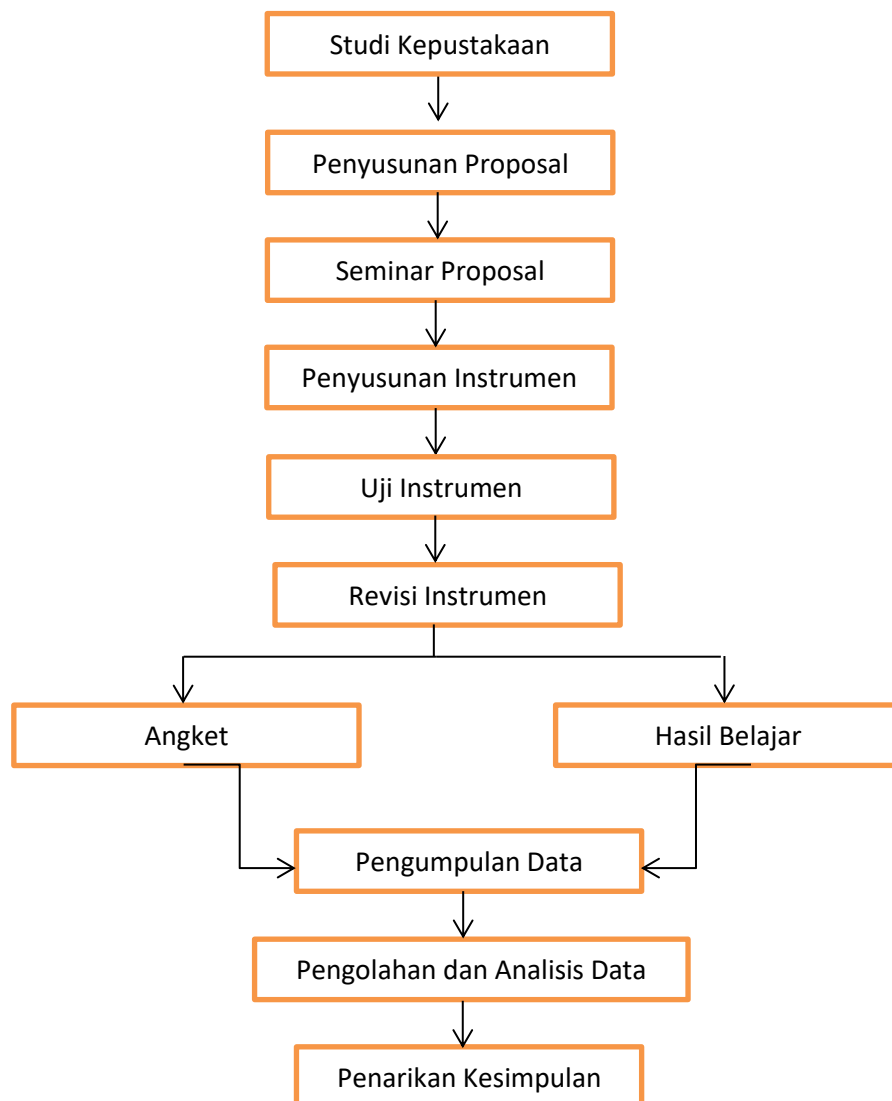 Studi Kepustakaan
Penyusunan Proposal
Seminar Proposal
Penyusunan Instrumen
Uji Instrumen
Revisi Instrumen
Angket
Hasil Belajar
Pengumpulan Data
Pengolahan dan Analisis Data
Penarikan Kesimpulan